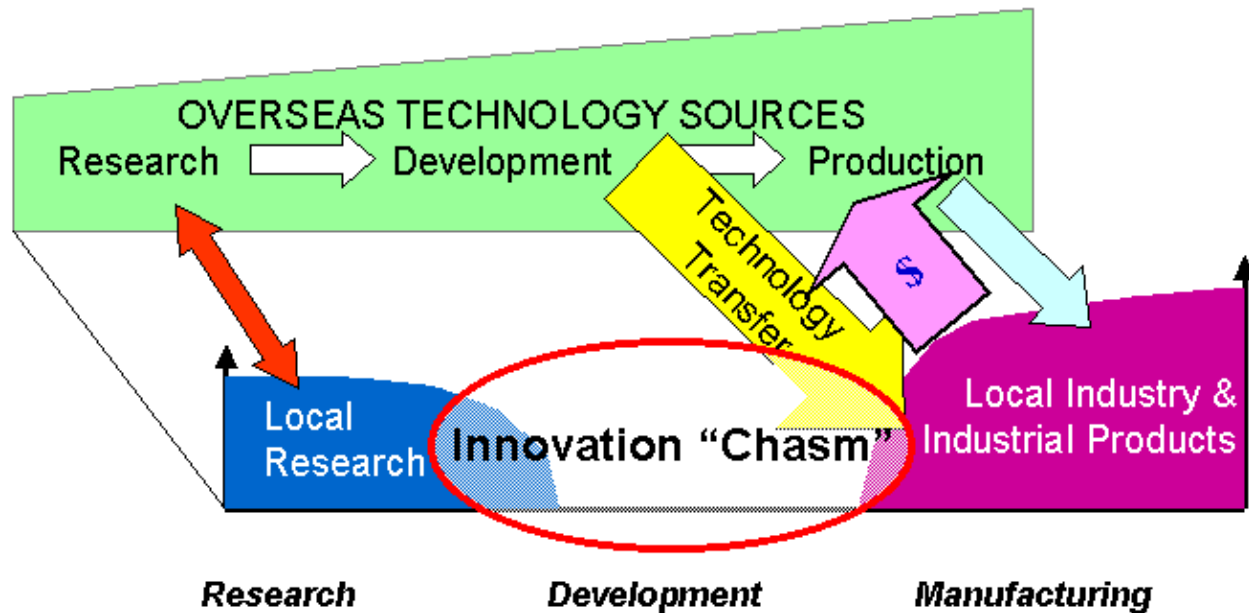 OVERSEAS TECHNOLOGY SOURCES
Research Development Production
Technology
Transfer
$
Local
Research
Innovation “Chasm”
Local Industry &
Industrial Products
Research Development Manufacturing